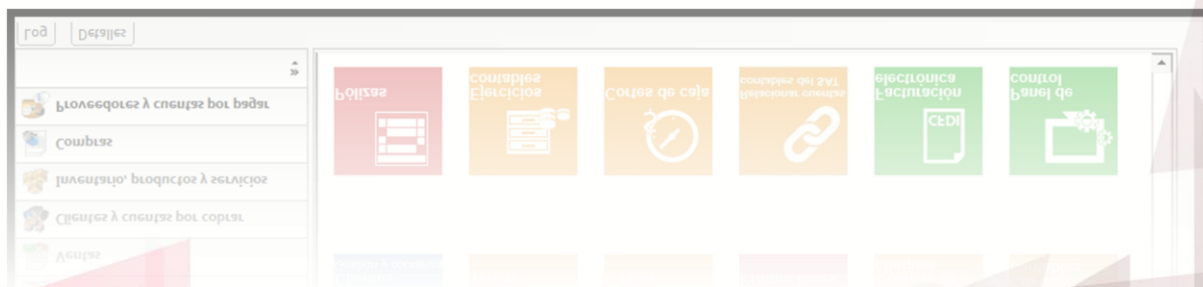 Log
Detalles
Proveedores y cuentas por pagar
Compras
Inventario, productos y servicios
Clientes y cuentas por cobrar
Ventas
Pólizas
Ejercicios
contables
Cortes de caja
Relacionar cuentas
contables del SAT
Facturación
electrónica
CFDI
Panel de
control